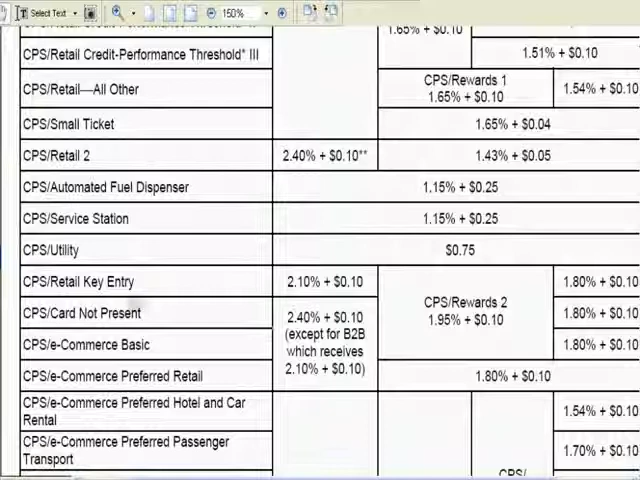 Select Text
150%
1.65% + $0.10
CPS/Retail Credit-Performance Threshold* III
1.51% + $0.10
CPS/Retail—All Other
CPS/Rewards 1
1.65% + $0.10
1.54% + $0.10
CPS/Small Ticket
1.65% + $0.04
CPS/Retail 2
2.40% + $0.10**
1.43% + $0.05
CPS/Automated Fuel Dispenser
1.15% + $0.25
CPS/Service Station
1.15% + $0.25
CPS/Utility
$0.75
CPS/Retail Key Entry
2.10% + $0.10
CPS/Rewards 2
1.95% + $0.10
1.80% + $0.10
CPS/Card Not Present
2.40% + $0.10
(except for B2B
which receives
2.10% + $0.10)
1.80% + $0.10
CPS/e-Commerce Basic
1.80% + $0.10
CPS/e-Commerce Preferred Retail
1.80% + $0.10
CPS/e-Commerce Preferred Hotel and Car
Rental
1.54% + $0.10
CPS/e-Commerce Preferred Passenger
Transport
1.70% + $0.10
CPS/